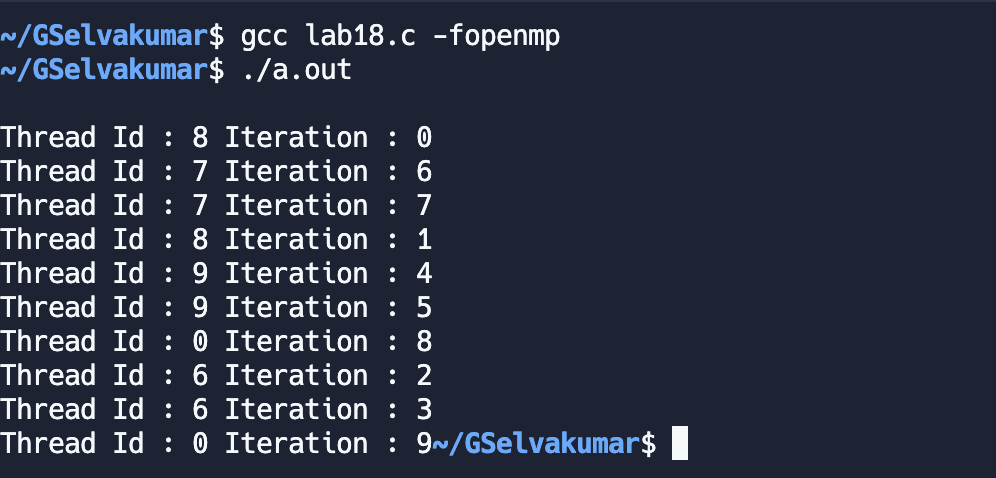 ~/GSelvakumar$ gcc lab18.c -fopenmp
~/GSelvakumar$ ./a.out
Thread Id : 8 Iteration : 0
Thread Id : 7 Iteration : 6
Thread Id : 7 Iteration : 7
Thread Id : 8 Iteration : 1
Thread Id : 9 Iteration : 4
Thread Id : 9 Iteration : 5
Thread Id : 0 Iteration : 8
Thread Id : 6 Iteration : 2
Thread Id : 6 Iteration : 3
Thread Id : 0 Iteration : 9~/GSelvakumar$